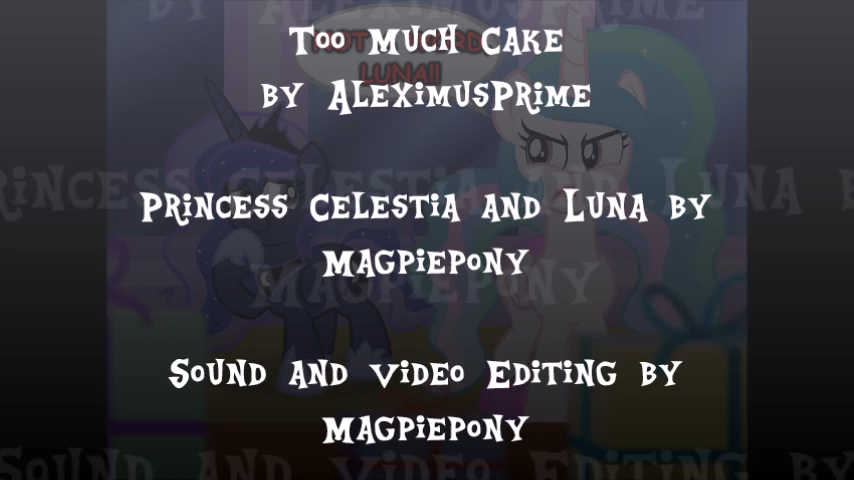 Too Much Cake
by AleximusPrime
Princess Celestia and Luna by
Magpiepony
Sound and Video Editing by
Magpiepony